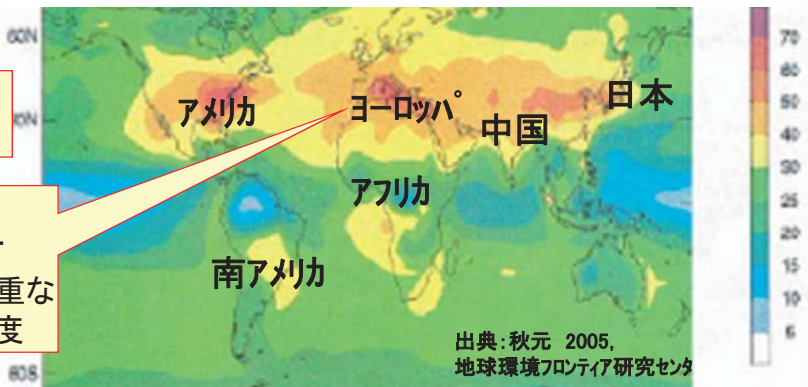 60N
アメリカ
ヨーロッパ
中国
日本
アフリカ
南アメリカ
重な
度
60S
出典:秋元 2005,
地球環境フロンティア研究センタ
70
60
50
40
30
25
20
15
10
5